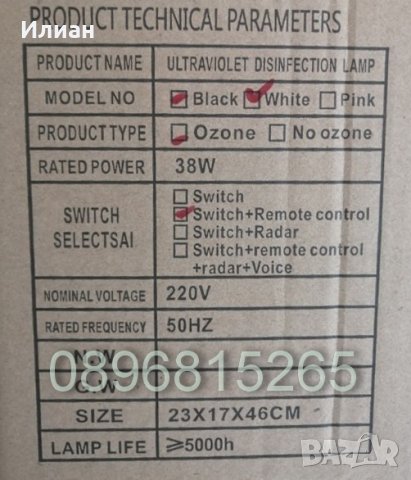 Илиан
PRODUCT TECHNICAL PARAMETERS
PRODUCT NAME ULTRAVIOLET DISINFECTION LAMP
MODEL NO Black White Pink
PRODUCT TYPE Ozone No ozone
RATED POWER 38W
Switch
SWITCH SELECTSAI
Switch+Remote control
Switch+Radar
Switch+remote control
+radar+Voice
NOMINAL VOLTAGE 220V
RATED FREQUENCY 50HZ
N.W
0896815265
G.W
SIZE 23X17X46CM
LAMP LIFE ≥5000h
BAZAR